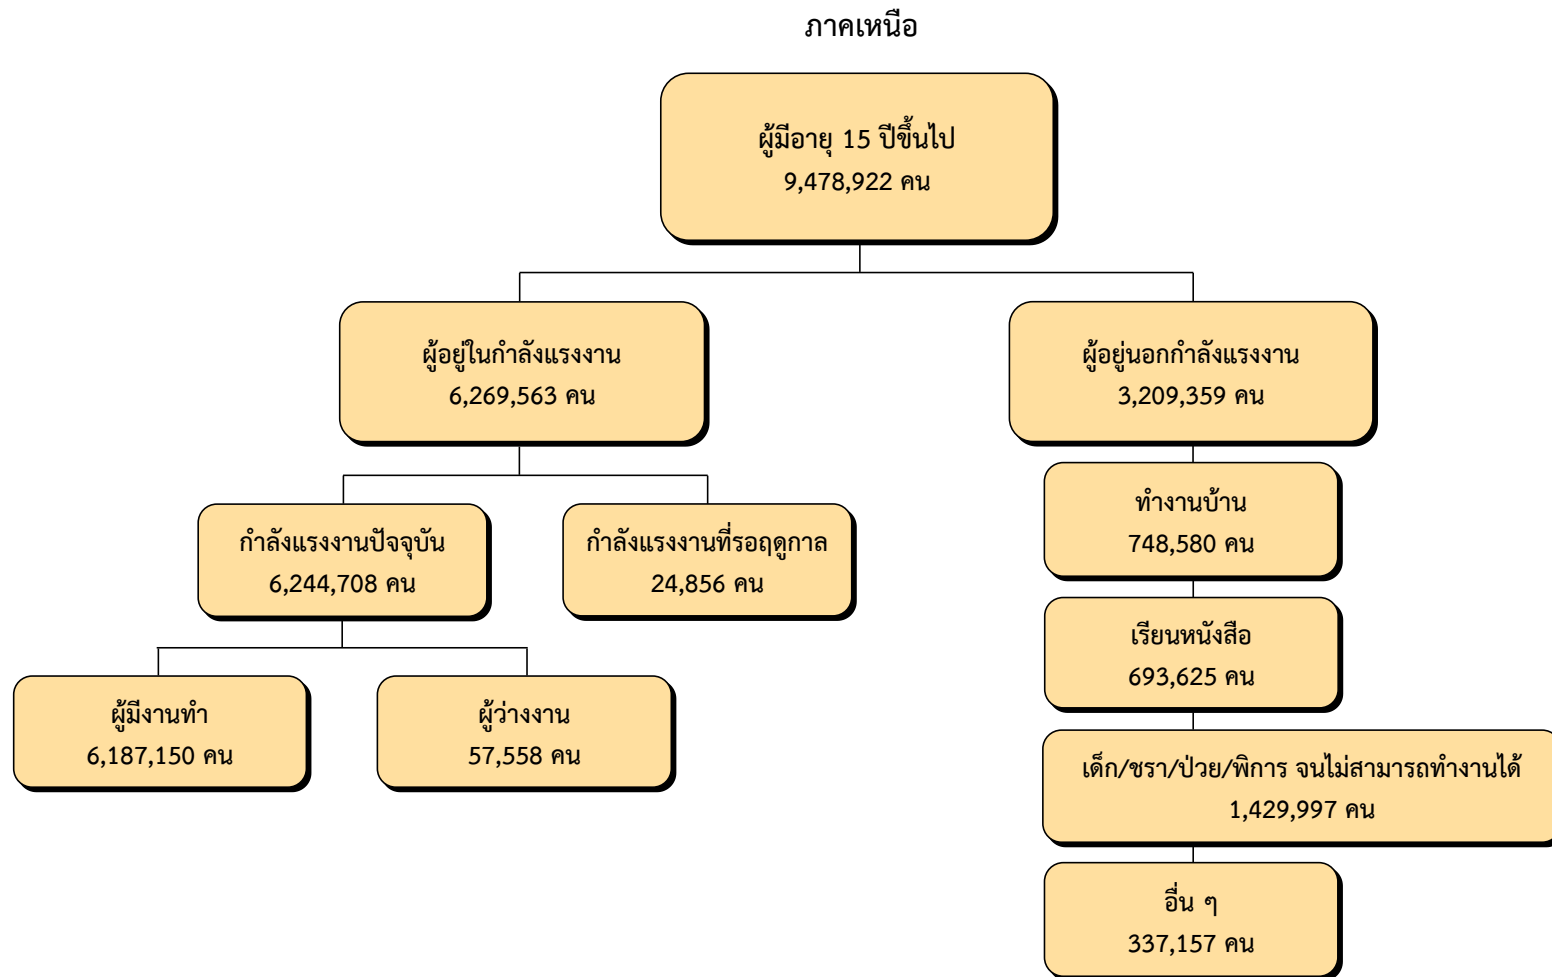 ภาคเหนือ
ผู้มีอายุ 15 ปีขึ้นไป
9,478,922 คน
ผู้อยู่ในกำลังแรงงาน
6,269,563 คน
ผู้อยู่นอกกำลังแรงงาน
3,209,359 คน
กำลังแรงงานปัจจุบัน
6,244,708 คน
กำลังแรงงานที่รอฤดูกาล
24,856 คน
ผู้มีงานทำ
6,187,150 คน
ผู้ว่างงาน
57,558 คน
ทำงานบ้าน
748,580 คน
เรียนหนังสือ
693,625 คน
เด็ก/ชรา/ป่วย/พิการ จนไม่สามารถทำงานได้
1,429,997 คน
อื่น ๆ
337,157 คน